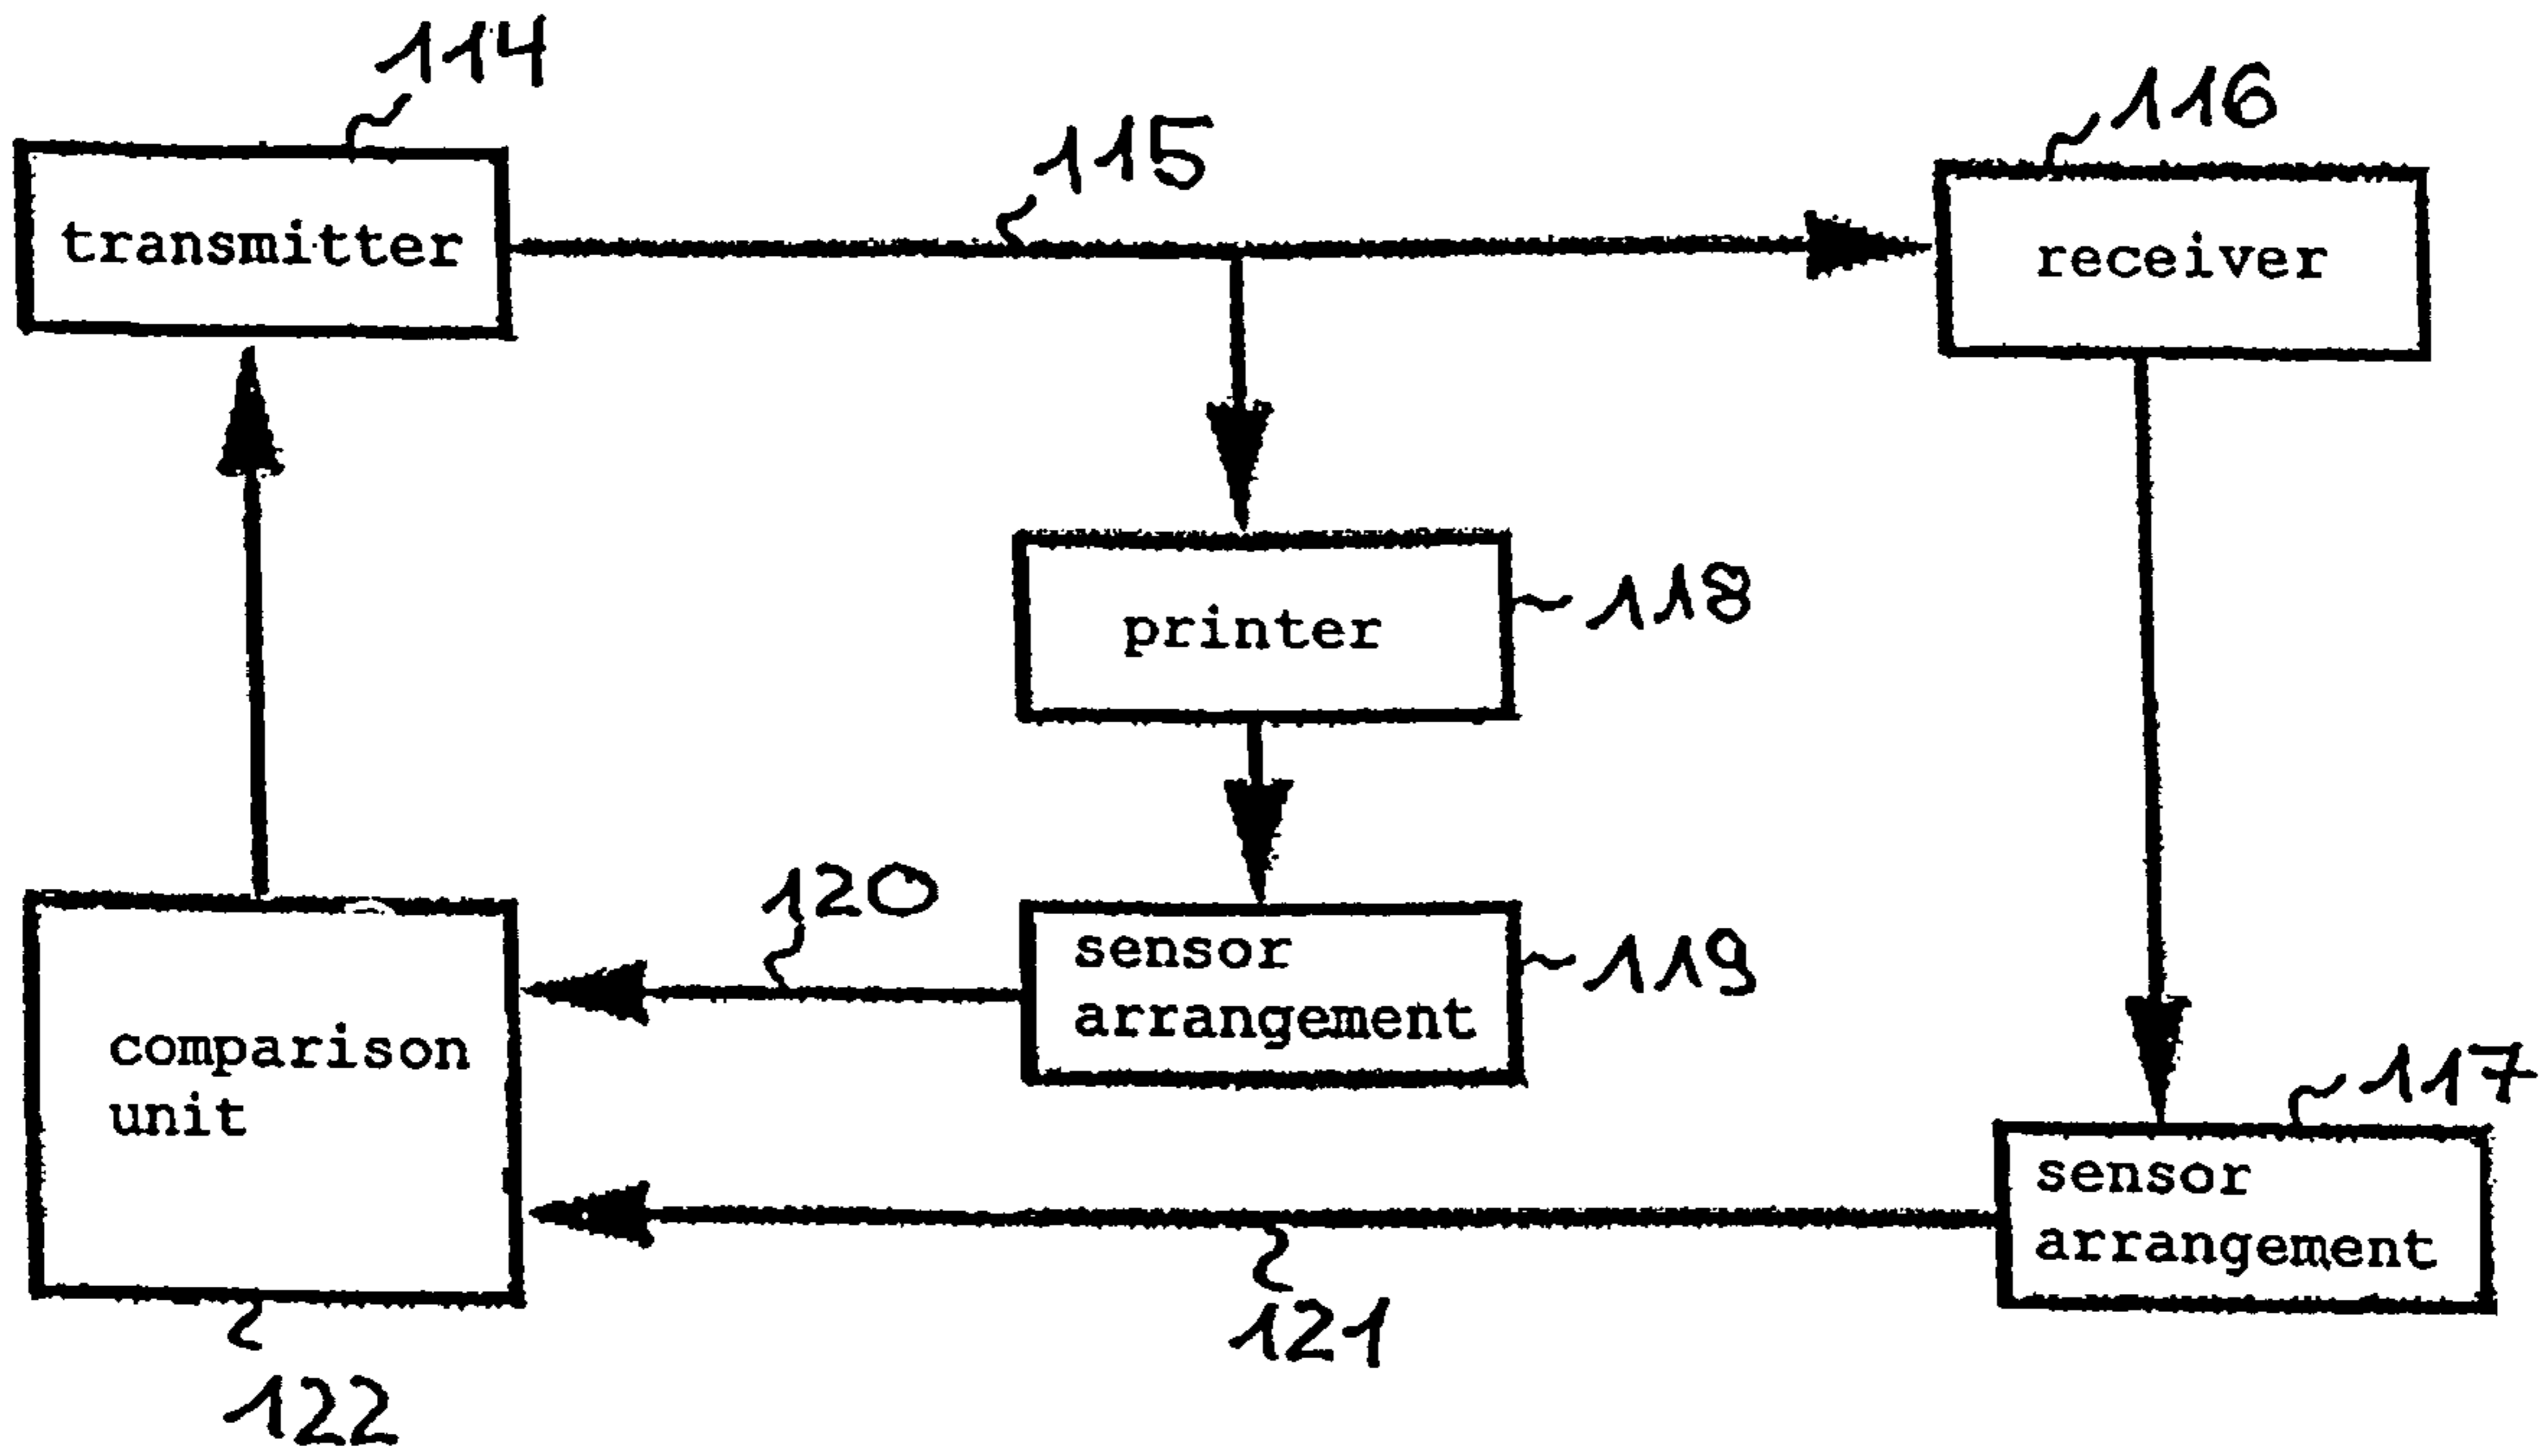 114
116
115
transmitter
receiver
118
printer
120
119
sensor
arrangement
comparison
unit
117
sensor
arrangement
121
122